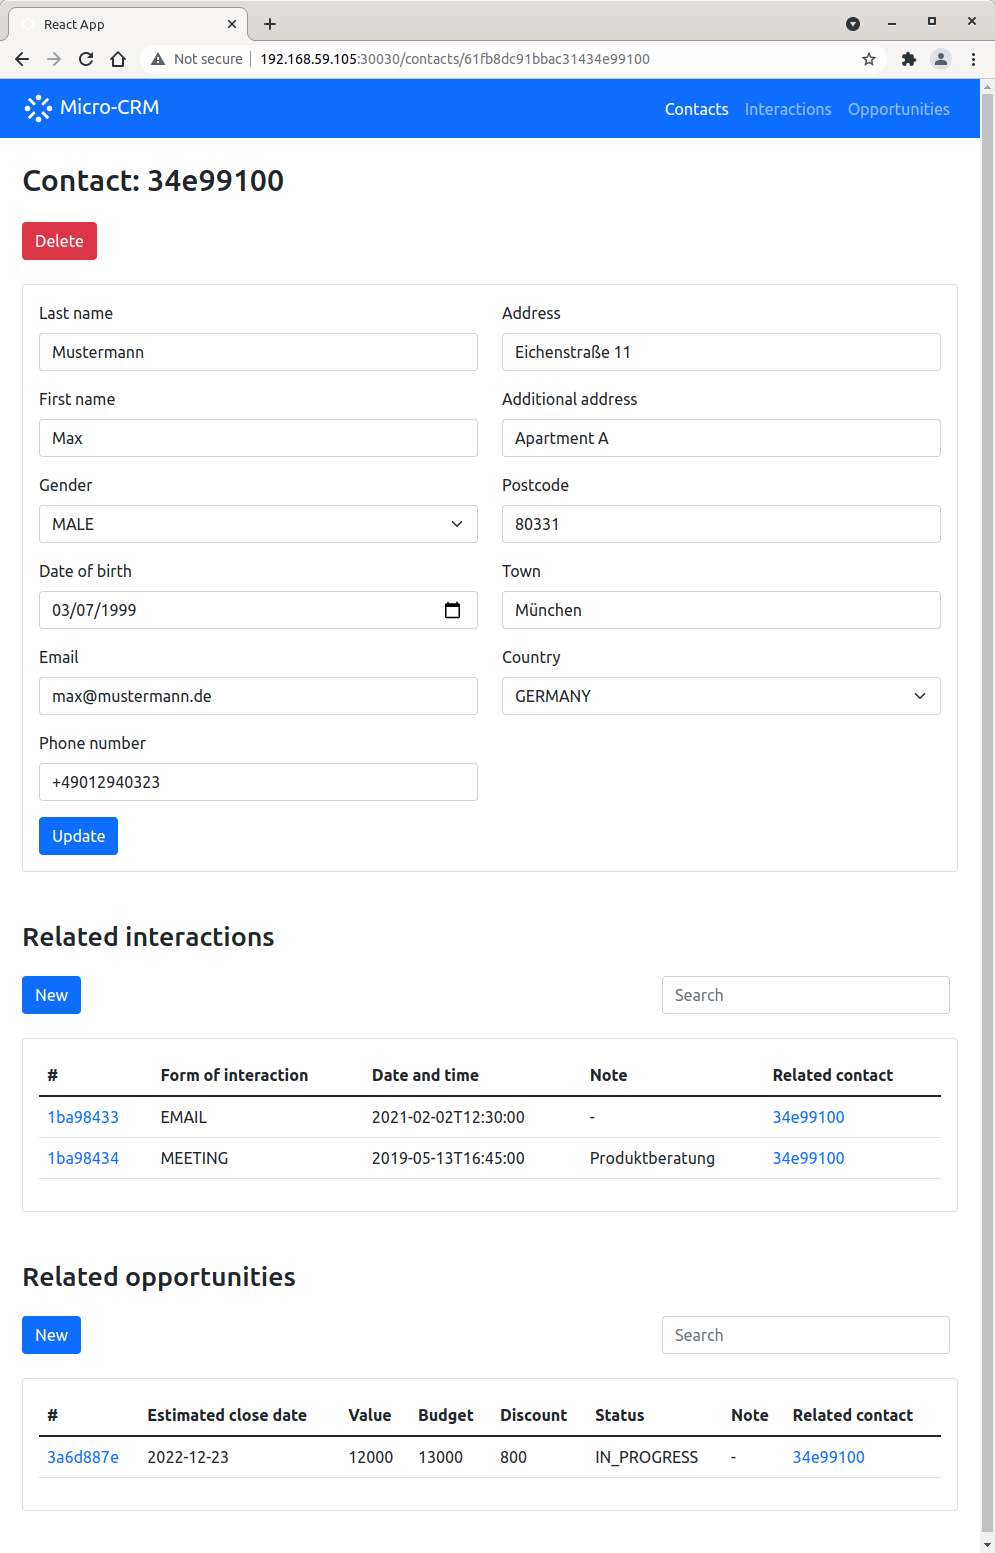 React App
Not secure 192.168.59.105:30030/contacts/61fb8dc91bbac31434e99100
Micro-CRM Contacts Interactions Opportunities
Contact: 34e99100
Delete
Last name
Mustermann
First name
Max
Gender
MALE
Date of birth
03/07/1999
Email
max@mustermann.de
Phone number
+49012940323
Address
Eichenstraße 11
Additional address
Apartment A
Postcode
80331
Town
München
Country
GERMANY
Update
Related interactions
New Search
# Form of interaction Date and time Note Related contact
1ba98433 EMAIL 2021-02-02T12:30:00 - 34e99100
1ba98434 MEETING 2019-05-13T16:45:00 Produktberatung 34e99100
Related opportunities
New Search
# Estimated close date Value Budget Discount Status Note Related contact
3a6d887e 2022-12-23 12000 13000 800 IN_PROGRESS - 34e99100